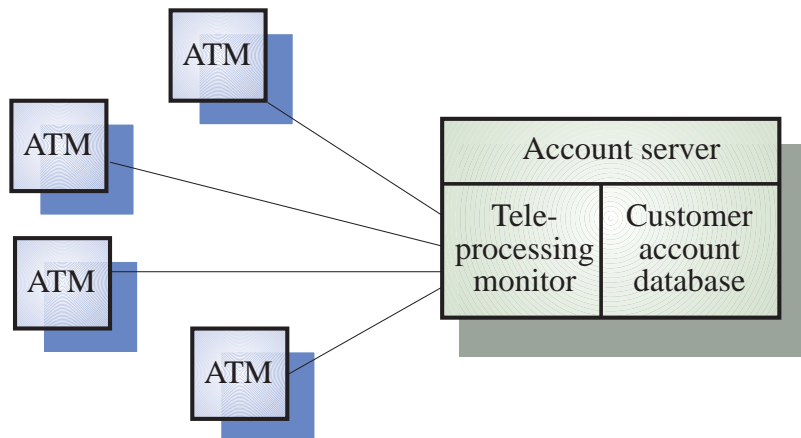 ATM
ATM
ATM
ATM
Account server
Tele-
processing
monitor
Customer
account
database